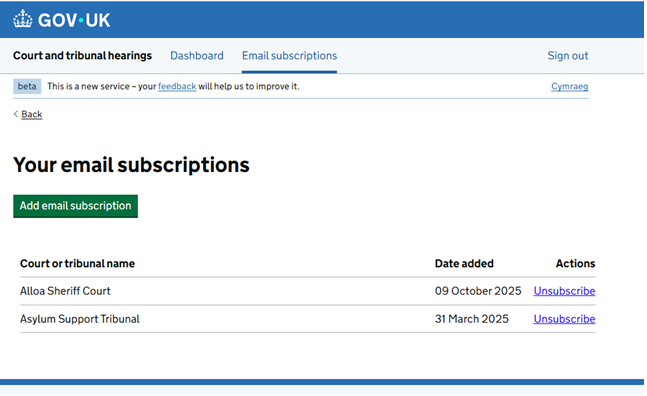 GOV·UK
Court and tribunal hearings Dashboard Email subscriptions Sign out
beta This is a new service – your feedback will help us to improve it. Cymraeg
< Back
Your email subscriptions
Add email subscription
Court or tribunal name Date added Actions
Alloa Sheriff Court 09 October 2025 Unsubscribe
Asylum Support Tribunal 31 March 2025 Unsubscribe